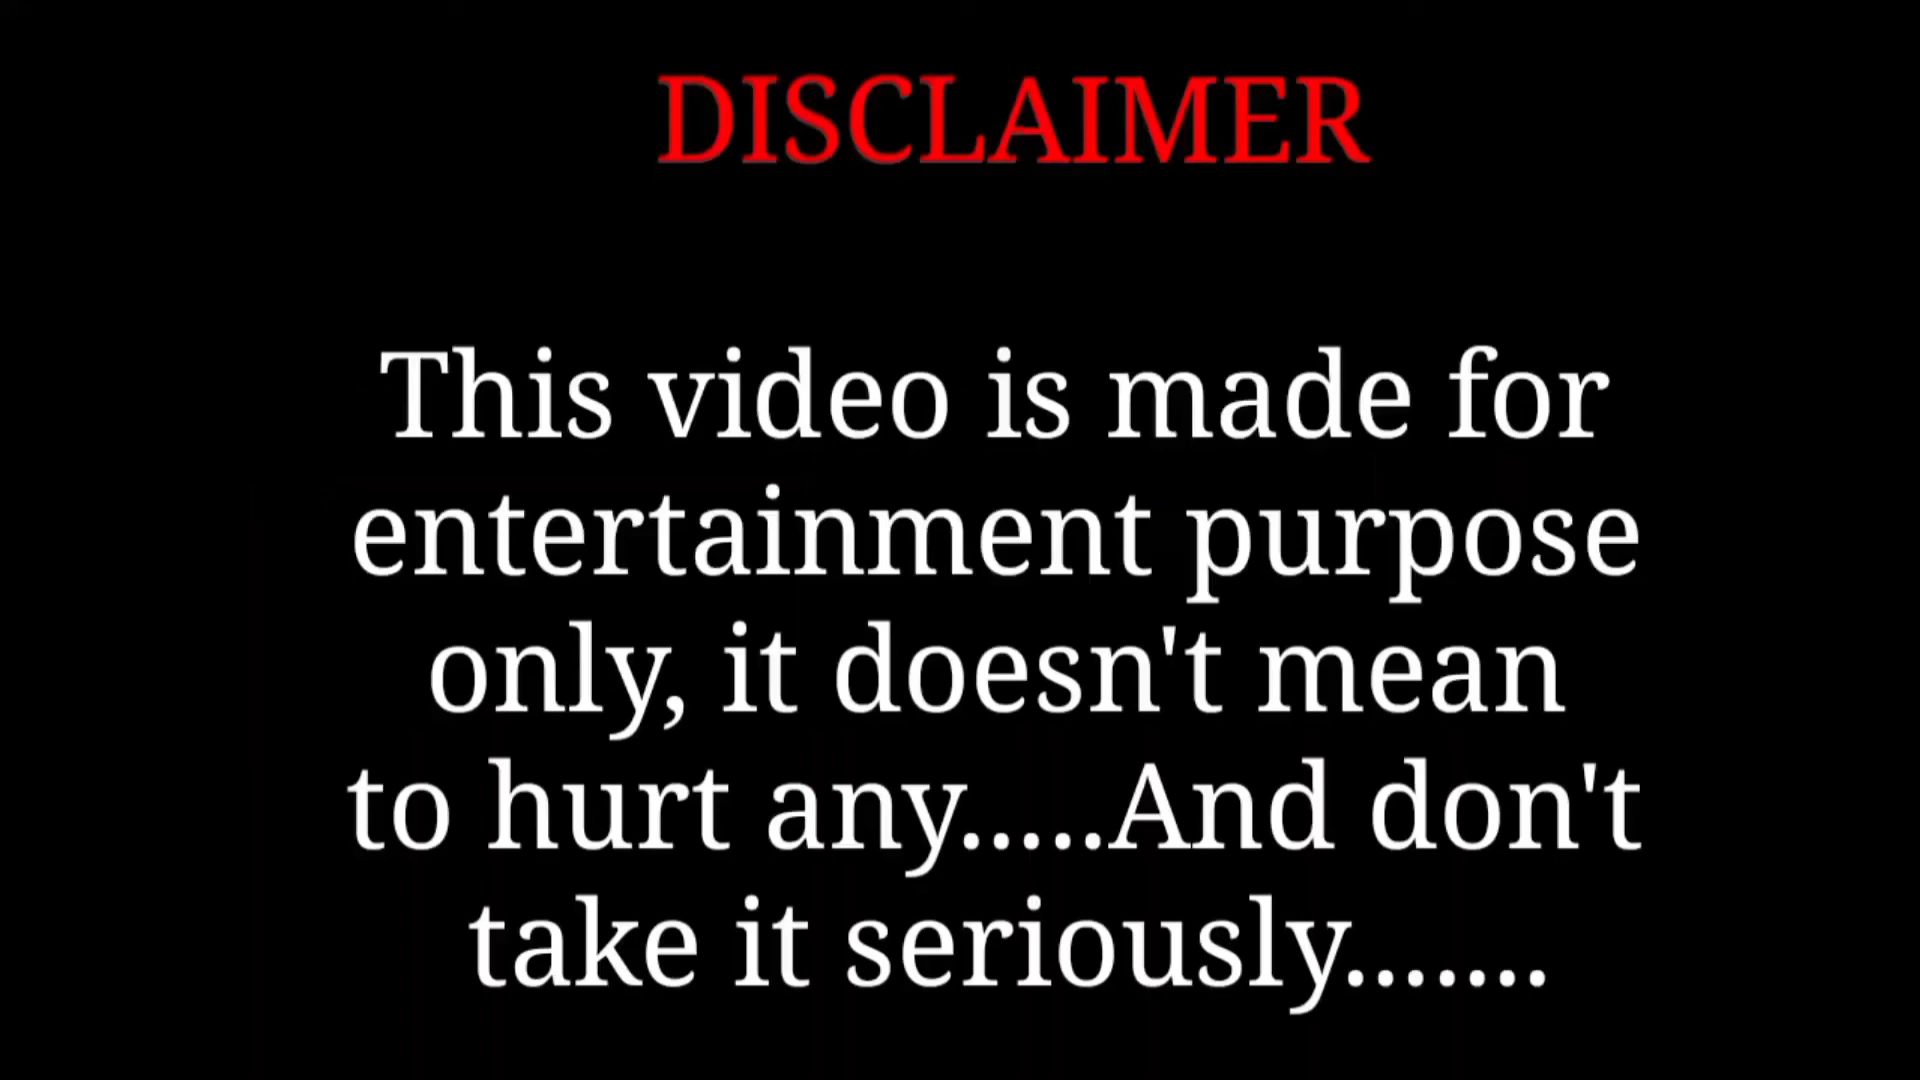 DISCLAIMER
This video is made for
entertainment purpose
only, it doesn't mean
to hurt any.....And don't
take it seriously.......